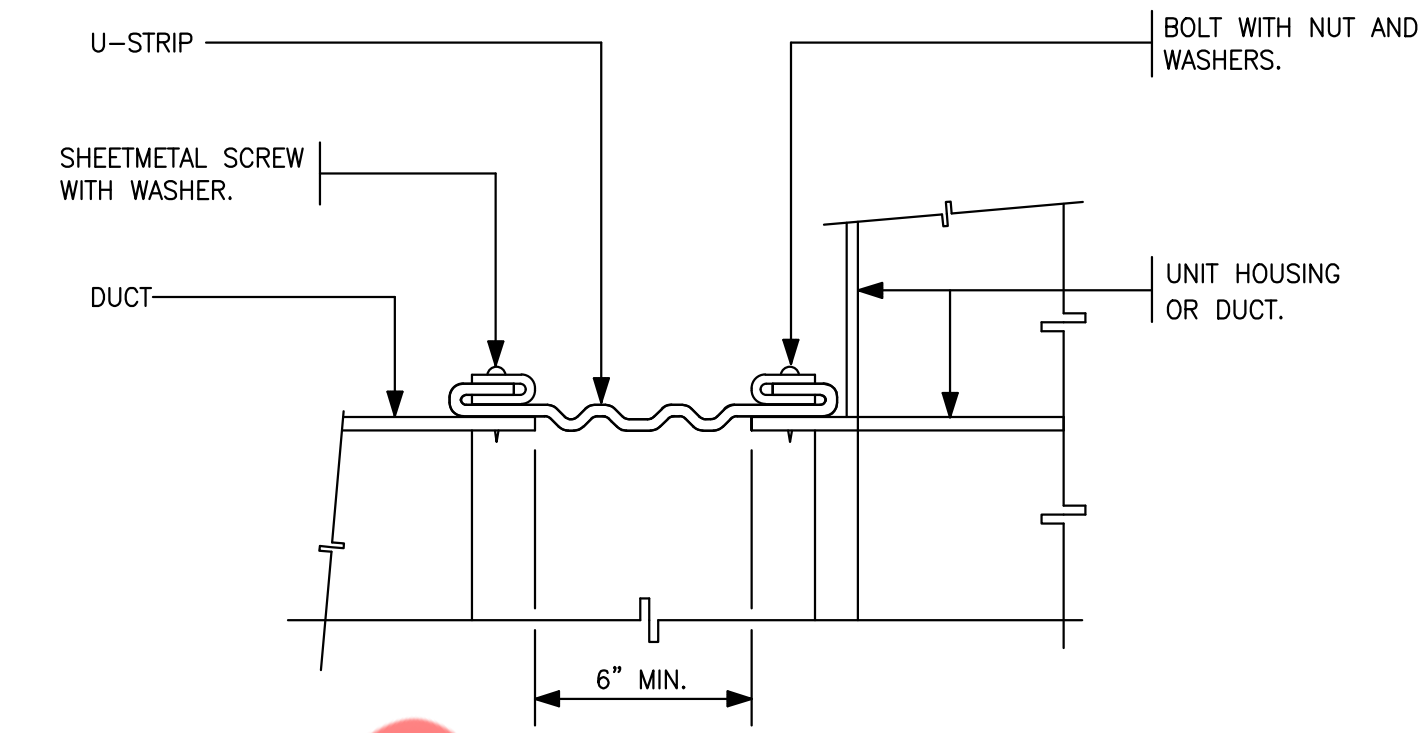 U-STRIP
BOLT WITH NUT AND
WASHERS.
SHEETMETAL SCREW
WITH WASHER.
DUCT
UNIT HOUSING
OR DUCT.
6" MIN.